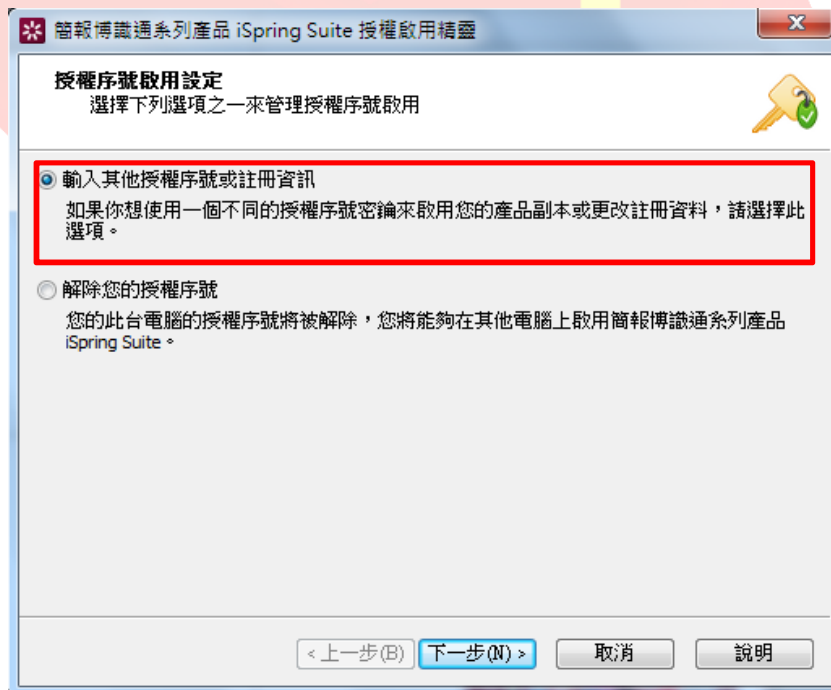 簡報博識通系列產品 iSpring Suite 授權啟用精靈
授權序號啟用設定
選擇下列選項之一來管理授權序號啟用
輸入其他授權序號或註冊資訊
如果你想使用一個不同的授權序號密鑰來啟用您的產品副本或更改註冊資料，請選擇此
選項。
解除您的授權序號
您的此台電腦的授權序號將被解除，您將能夠在其他電腦上啟用簡報博識通系列產品
iSpring Suite。
<上一步(B)
下一步(N) >
取消
說明